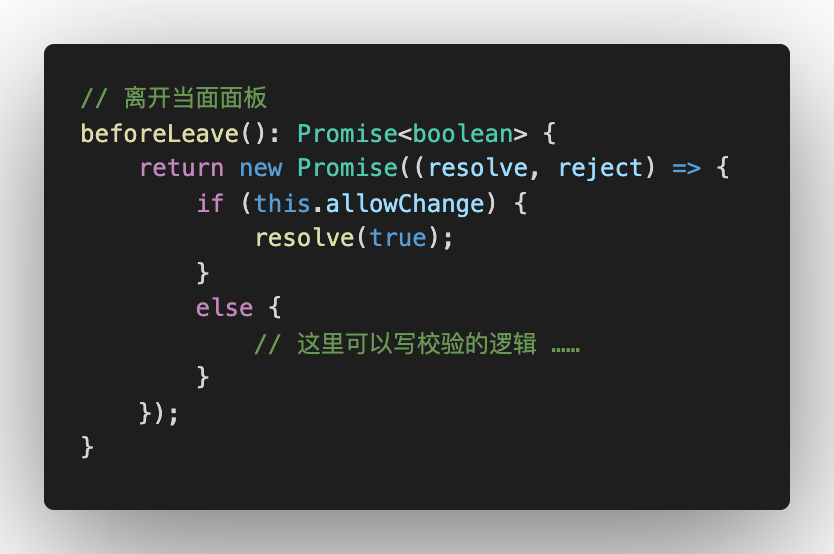 // 离开当面面板
beforeLeave(): Promise<boolean> {
    return new Promise((resolve, reject) => {
        if (this.allowChange) {
            resolve(true);
        }
        else {
            // 这里可以写校验的逻辑 ……
        }
    });
}